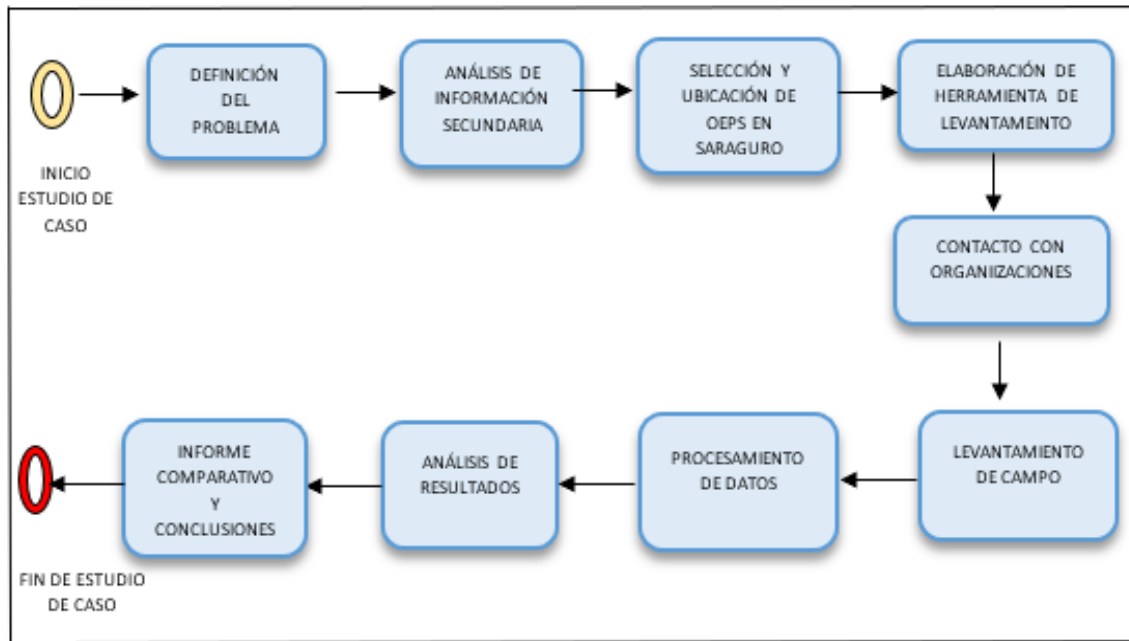 INICIO
ESTUDIO DE
CASO
DEFINICIÓN
DEL
PROBLEMA
ANÁLISIS DE
INFORMACIÓN
SECUNDARIA
SELECCIÓN Y
UBICACIÓN DE
OEPS EN
SARAGURO
ELABORACIÓN DE
HERRAMIENTA DE
LEVANTAMEINTO
CONTACTO CON
ORGANIIZACIONES
LEVANTAMIENTO
DE CAMPO
PROCESAMIENTO
DE DATOS
ANÁLISIS DE
RESULTADOS
INFORME
COMPARATIVO
Y
CONCLUSIONES
FIN DE ESTUDIO
DE CASO